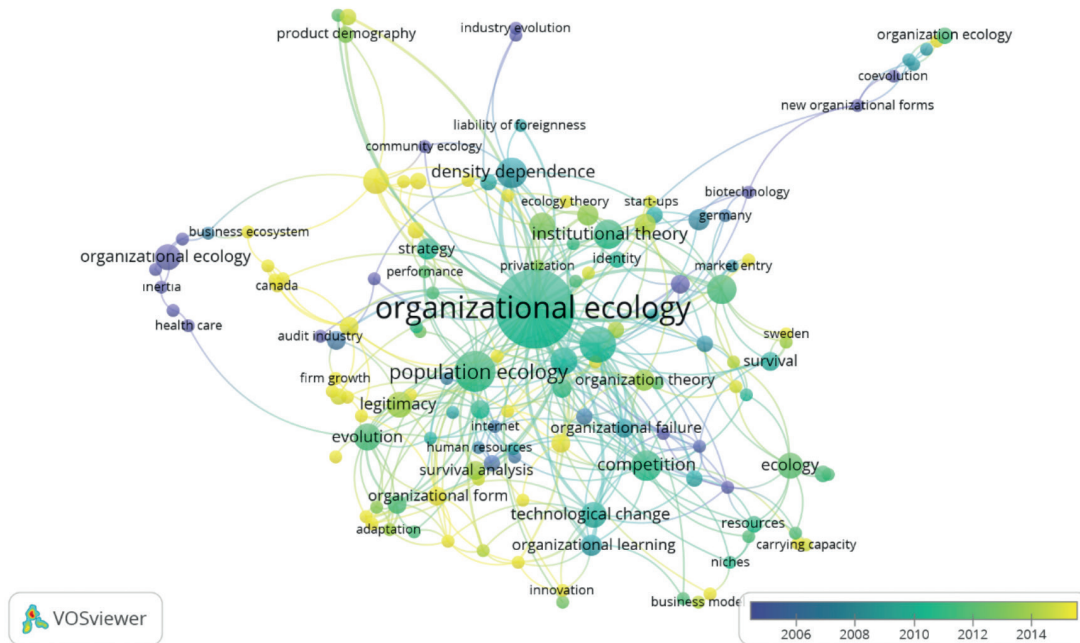 product demography
industry evolution
organization ecology
coevolution
new organizational forms
liability of foreignness
community ecology
density dependence
ecology theory
start-ups
biotechnology
germany
business ecosystem
organizational ecology
institutional theory
strategy
identity
privatization
market entry
performance
inertia
canada
organizational ecology
health care
audit industry
sweden
survival
population ecology
organization theory
firm growth
legitimacy
internet
organizational failure
evolution
human resources
survival analysis
competition
ecology
organizational form
technological change
resources
adaptation
organizational learning
carrying capacity
niches
innovation
business mode
VOSviewer
2006 2008 2010 2012 2014